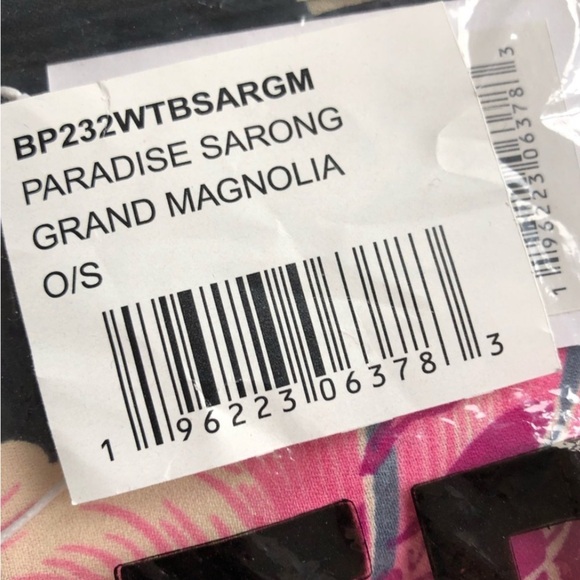 BP232WTBSARGM
PARADISE SARONG
GRAND MAGNOLIA
O/S
1 96223 06378 3
1 96223 06378 3